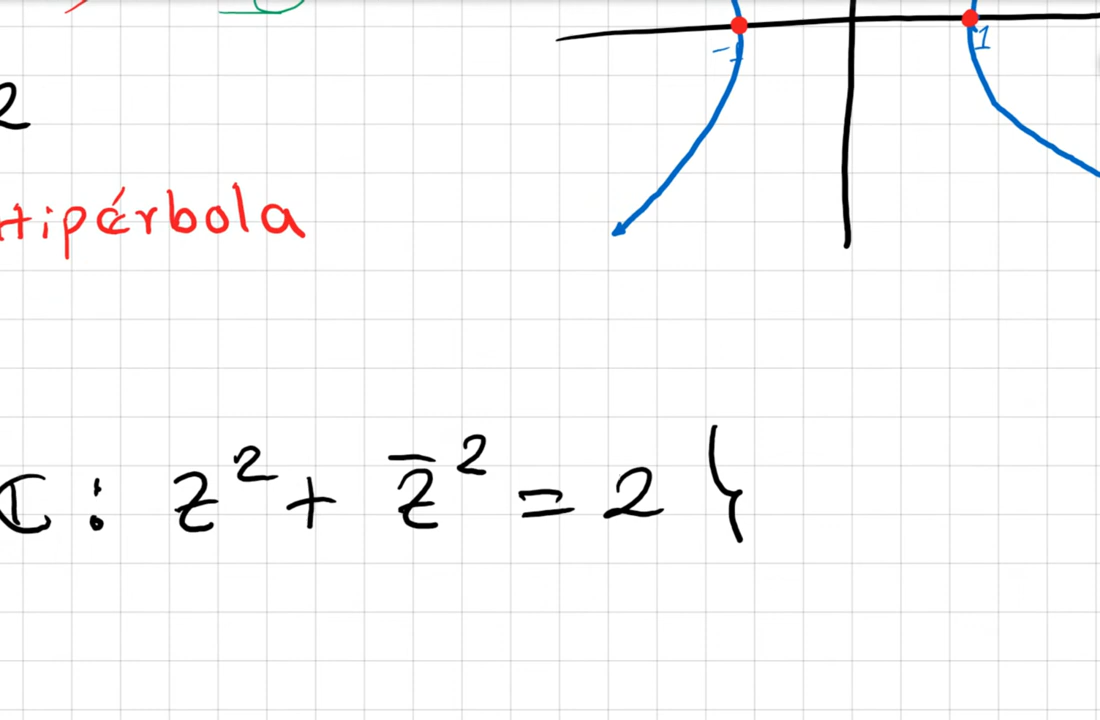 -1 1
2
Hipérbola
ℂ : z² + z̄² = 2 }